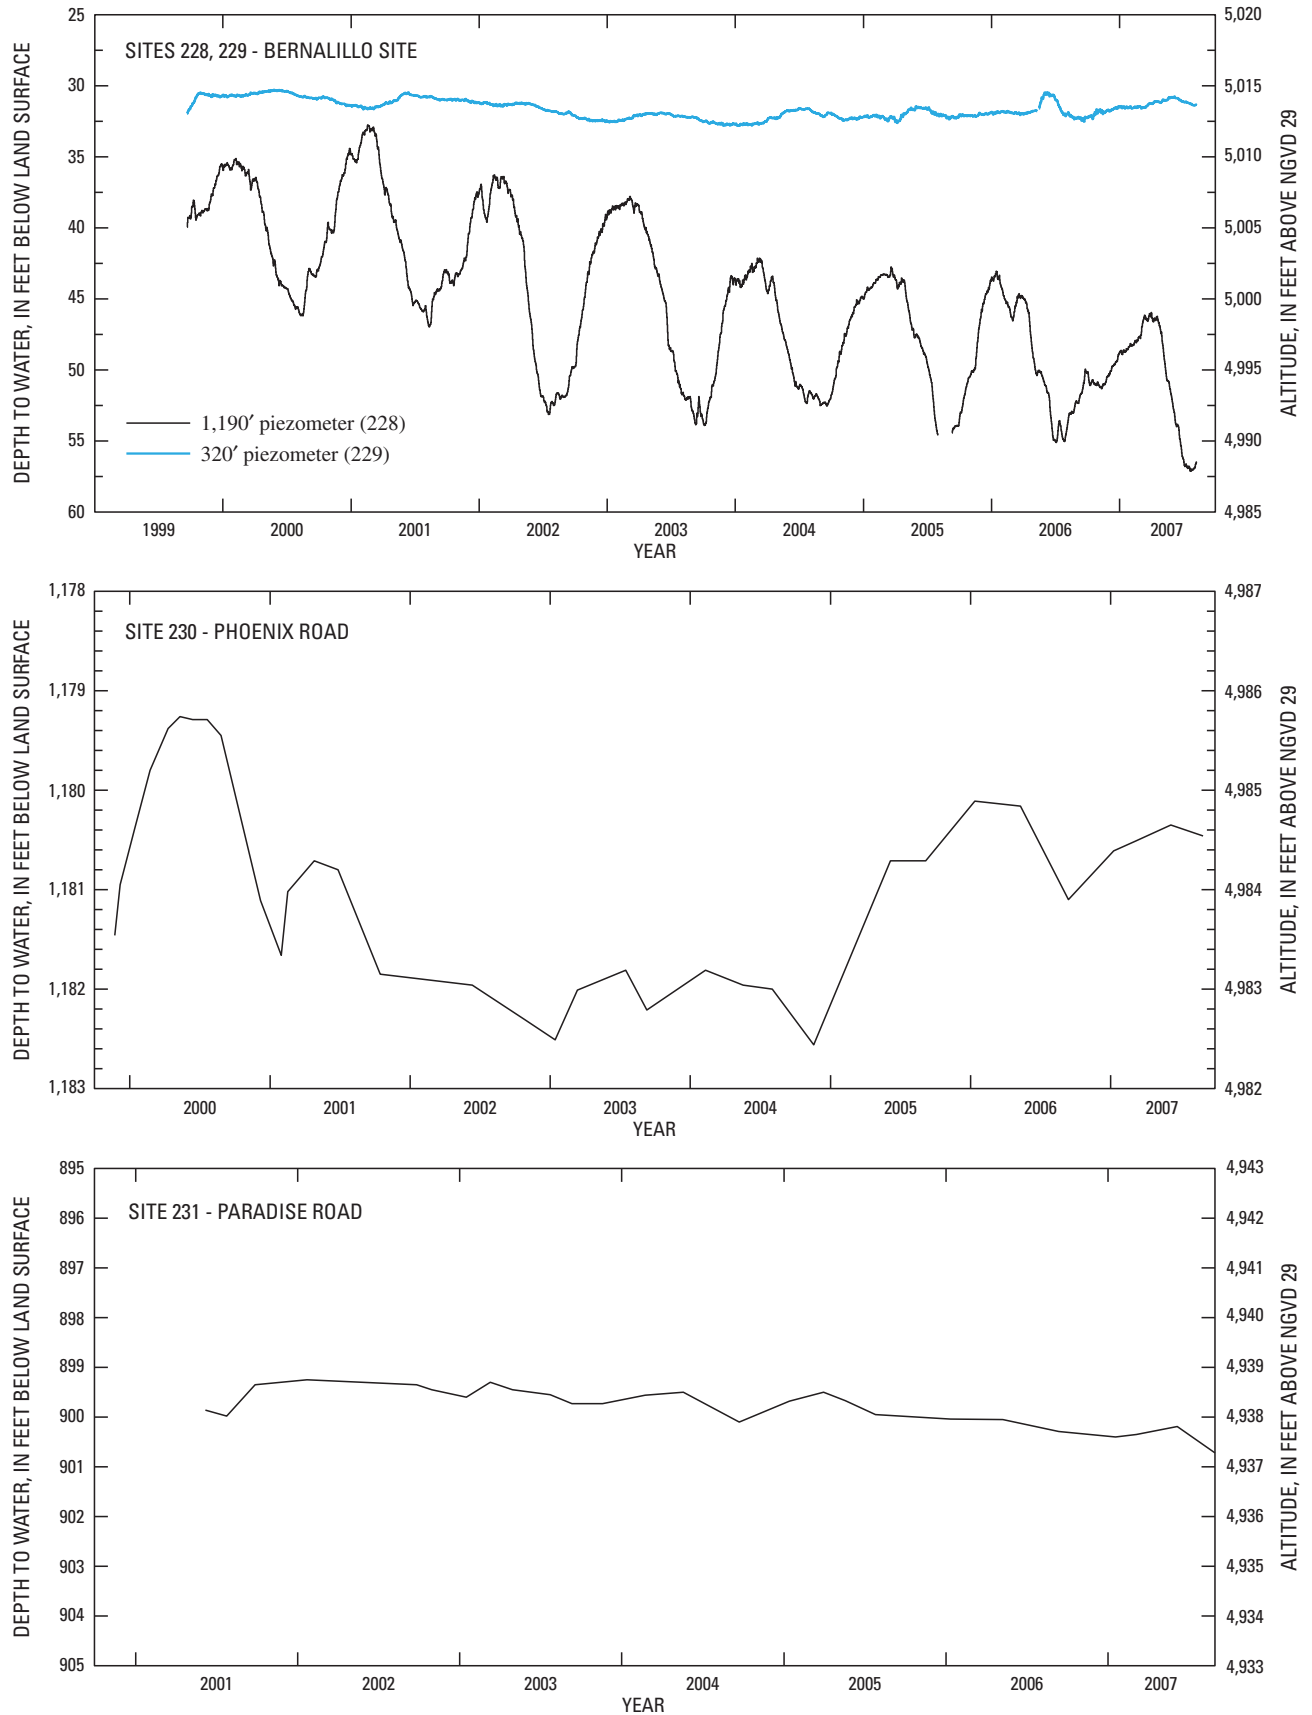 SITES 228, 229 - BERNALILLO SITE
DEPTH TO WATER, IN FEET BELOW LAND SURFACE
25
30
35
40
45
50
55
60
1,190′ piezometer (228)
320′ piezometer (229)
5,020
5,015
5,010
5,005
5,000
4,995
4,990
4,985
ALTITUDE, IN FEET ABOVE NGVD 29
1999 2000 2001 2002 2003 2004 2005 2006 2007
YEAR
SITE 230 - PHOENIX ROAD
DEPTH TO WATER, IN FEET BELOW LAND SURFACE
1,178
1,179
1,180
1,181
1,182
1,183
4,987
4,986
4,985
4,984
4,983
4,982
ALTITUDE, IN FEET ABOVE NGVD 29
2000 2001 2002 2003 2004 2005 2006 2007
YEAR
SITE 231 - PARADISE ROAD
DEPTH TO WATER, IN FEET BELOW LAND SURFACE
895
896
897
898
899
900
901
902
903
904
905
4,943
4,942
4,941
4,940
4,939
4,938
4,937
4,936
4,935
4,934
4,933
ALTITUDE, IN FEET ABOVE NGVD 29
2001 2002 2003 2004 2005 2006 2007
YEAR